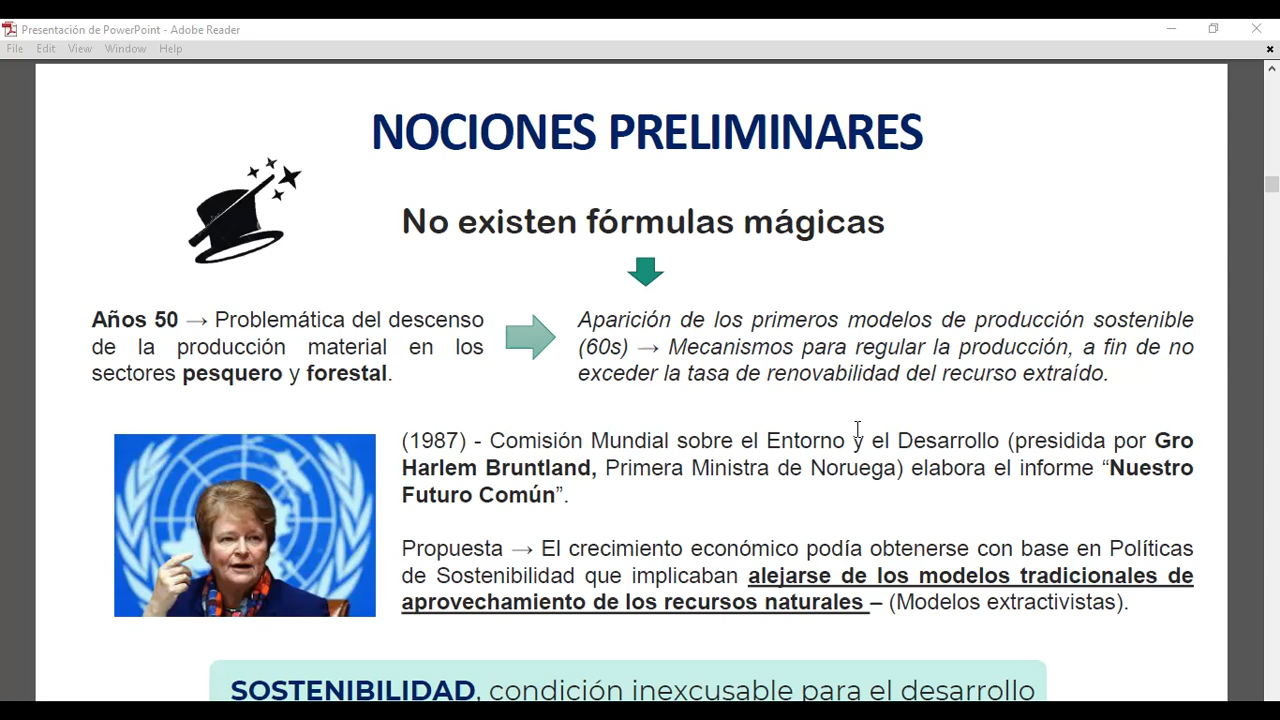 Presentación de PowerPoint - Adobe Reader
File Edit View Window Help
NOCIONES PRELIMINARES
No existen fórmulas mágicas
Años 50 → Problemática del descenso
de la producción material en los
sectores pesquero y forestal.
Aparición de los primeros modelos de producción sostenible
(60s) → Mecanismos para regular la producción, a fin de no
exceder la tasa de renovabilidad del recurso extraído.
(1987) - Comisión Mundial sobre el Entorno y el Desarrollo (presidida por Gro
Harlem Bruntland, Primera Ministra de Noruega) elabora el informe “Nuestro
Futuro Común”.
Propuesta → El crecimiento económico podía obtenerse con base en Políticas
de Sostenibilidad que implicaban alejarse de los modelos tradicionales de
aprovechamiento de los recursos naturales – (Modelos extractivistas).
SOSTENIBILIDAD, condición inexcusable para el desarrollo